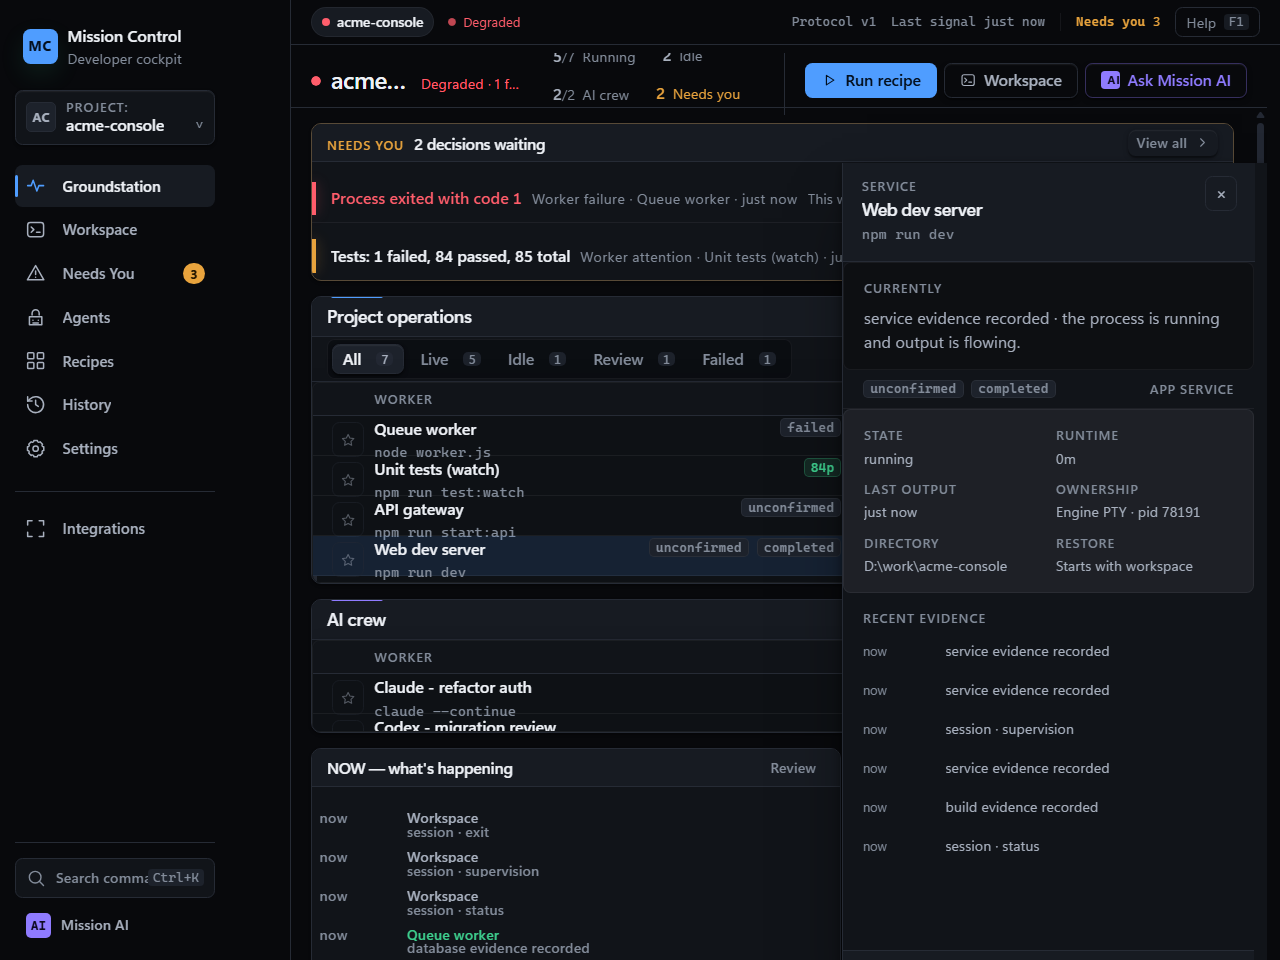 MC
Mission Control
Developer cockpit
AC
PROJECT:
acme-console
v
Groundstation
Workspace
Needs You 3
Agents
Recipes
History
Settings
Integrations
Search comma Ctrl+K
AI Mission AI
acme-console
Degraded
Protocol v1 Last signal just now
Needs you 3
Help F1
acme...
Degraded · 1 f...
5/7 Running
2 Idle
2/2 AI crew
2 Needs you
Run recipe
Workspace
AI Ask Mission AI
NEEDS YOU 2 decisions waiting
View all
Process exited with code 1 Worker failure · Queue worker · just now This
Tests: 1 failed, 84 passed, 85 total Worker attention · Unit tests (watch) · ju
Project operations
All 7
Live 5
Idle 1
Review 1
Failed 1
WORKER
Queue worker
failed
node worker.js
Unit tests (watch)
84p
npm run test:watch
API gateway
unconfirmed
npm run start:api
Web dev server
unconfirmed completed
npm run dev
AI crew
WORKER
Claude - refactor auth
claude --continue
Codex - migration review
NOW — what's happening
Review
now Workspace
session · exit
now Workspace
session · supervision
now Workspace
session · status
now Queue worker
database evidence recorded
SERVICE
Web dev server
npm run dev
×
CURRENTLY
service evidence recorded · the process is running
and output is flowing.
unconfirmed completed
APP SERVICE
STATE
running
RUNTIME
0m
LAST OUTPUT
just now
OWNERSHIP
Engine PTY · pid 78191
DIRECTORY
D:\work\acme-console
RESTORE
Starts with workspace
RECENT EVIDENCE
now service evidence recorded
now service evidence recorded
now session · supervision
now service evidence recorded
now build evidence recorded
now session · status